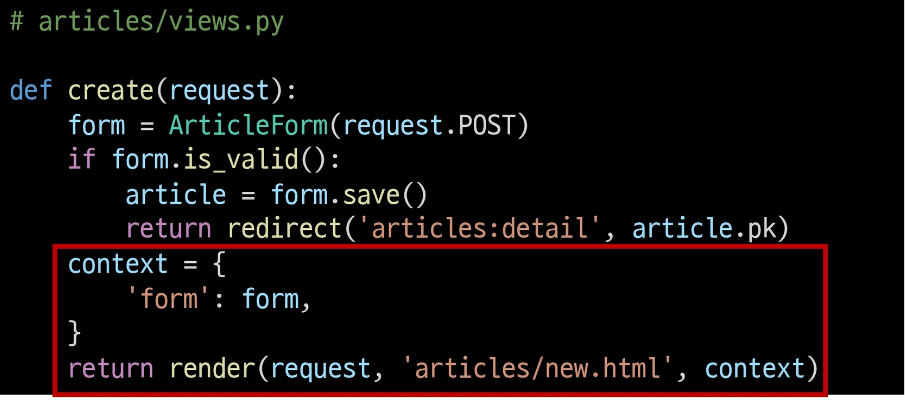 # articles/views.py

def create(request):
    form = ArticleForm(request.POST)
    if form.is_valid():
        article = form.save()
        return redirect('articles:detail', article.pk)
    context = {
        'form': form,
    }
    return render(request, 'articles/new.html', context)